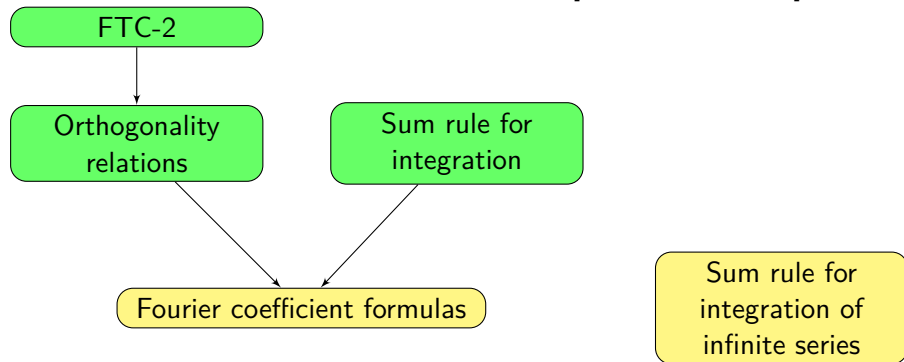 FTC-2
Orthogonality
relations
Sum rule for
integration
Fourier coefficient formulas
Sum rule for
integration of
infinite series